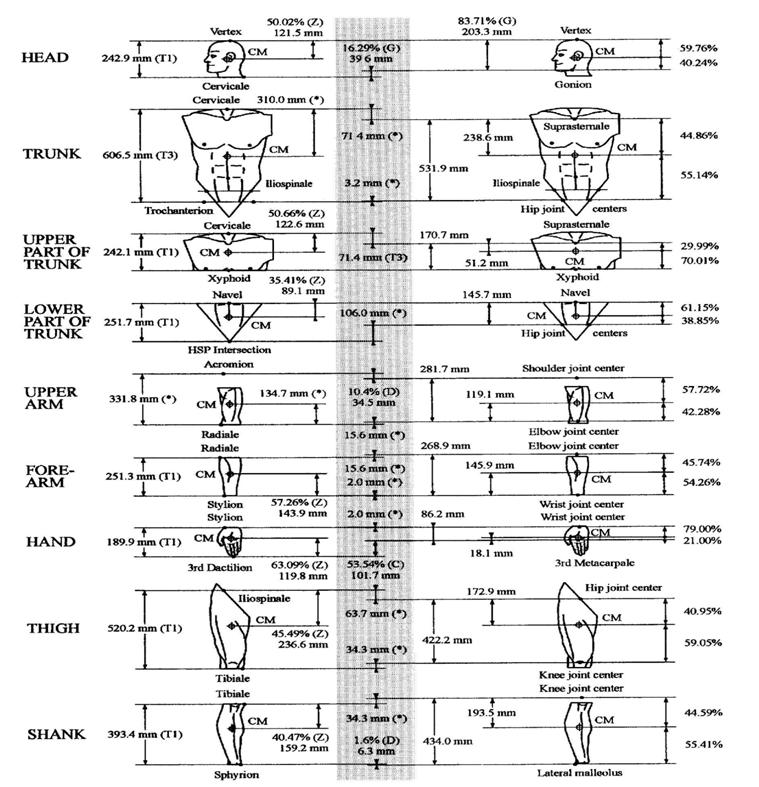 50.02% (Z) 83.71% (G)
Vertex 121.5 mm 203.3 mm Vertex
HEAD 242.9 mm (T1) CM 16.29% (G) CM 59.76%
39.6 mm 40.24%
Cervicale Gonion
Cervicale 310.0 mm (*)
71.4 mm (*) Suprasternale
TRUNK 606.5 mm (T3) CM 238.6 mm CM 44.86%
531.9 mm 55.14%
Iliospinale 3.2 mm (*) Iliospinale
Trochanterion Hip joint centers
50.66% (Z)
Cervicale 122.6 mm 170.7 mm Suprasternale
UPPER PART OF TRUNK 242.1 mm (T1) CM 71.4 mm (T3) 51.2 mm CM 29.99%
70.01%
Xyphoid 35.41% (Z) Xyphoid
Navel 89.1 mm 145.7 mm Navel
LOWER PART OF TRUNK 251.7 mm (T1) CM 106.0 mm (*) CM 61.15%
38.85%
HSP Intersection Hip joint centers
Acromion 281.7 mm Shoulder joint center
UPPER ARM 331.8 mm (*) CM 134.7 mm (*) 10.4% (D) 119.1 mm CM 57.72%
34.5 mm 42.28%
Radiale 15.6 mm (*) Elbow joint center
Radiale 268.9 mm Elbow joint center
FORE-ARM 251.3 mm (T1) CM 15.6 mm (*) 145.9 mm CM 45.74%
2.0 mm (*) 54.26%
Stylion 57.26% (Z) Wrist joint center
Stylion 143.9 mm 2.0 mm (*) 86.2 mm Wrist joint center
HAND 189.9 mm (T1) CM CM 79.00%
21.00%
18.1 mm
3rd Dactilion 63.09% (Z) 53.54% (C) 3rd Metacarpale
119.8 mm 101.7 mm
Iliospinale 172.9 mm Hip joint center
63.7 mm (*) 40.95%
THIGH 520.2 mm (T1) CM CM
45.49% (Z) 422.2 mm 59.05%
236.6 mm 34.3 mm (*)
Tibiale Knee joint center
Tibiale Knee joint center
34.3 mm (*) 193.5 mm 44.59%
SHANK 393.4 mm (T1) CM CM
40.47% (Z) 1.6% (D) 434.0 mm 55.41%
159.2 mm 6.3 mm
Sphyrion Lateral malleolus